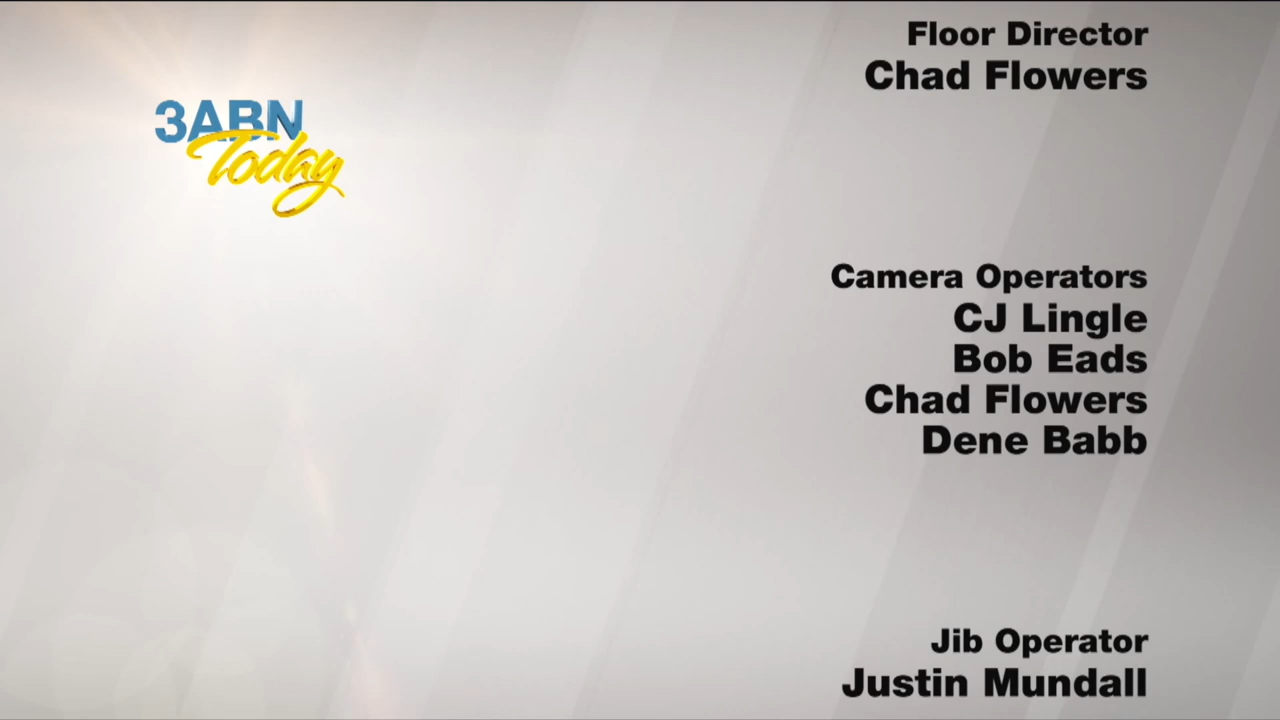 Floor Director
Chad Flowers
3ABN
Today
Camera Operators
CJ Lingle
Bob Eads
Chad Flowers
Dene Babb
Jib Operator
Justin Mundall